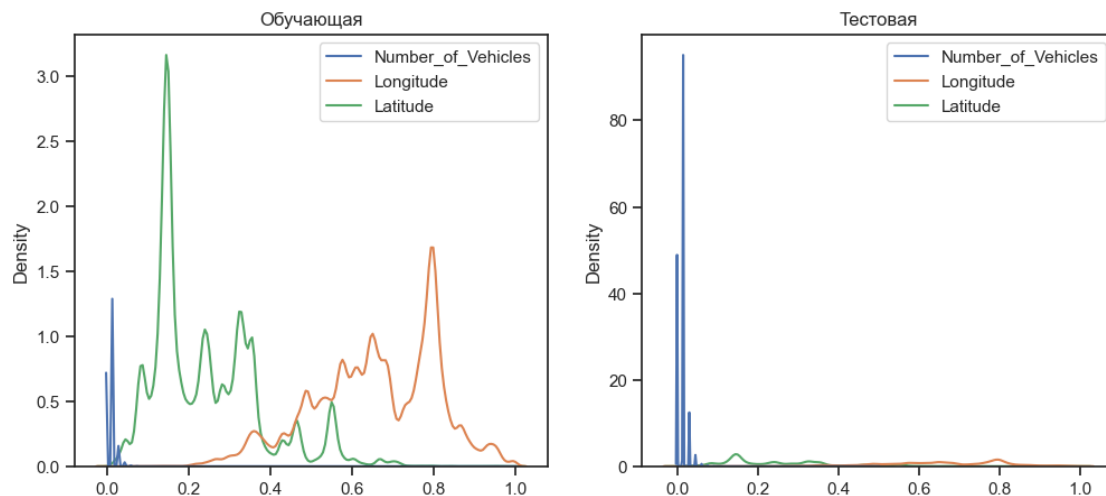 Обучающая
Number_of_Vehicles
Longitude
Latitude
Density
3.0
2.5
2.0
1.5
1.0
0.5
0.0
0.0 0.2 0.4 0.6 0.8 1.0
Тестовая
Number_of_Vehicles
Longitude
Latitude
Density
80
60
40
20
0
0.0 0.2 0.4 0.6 0.8 1.0